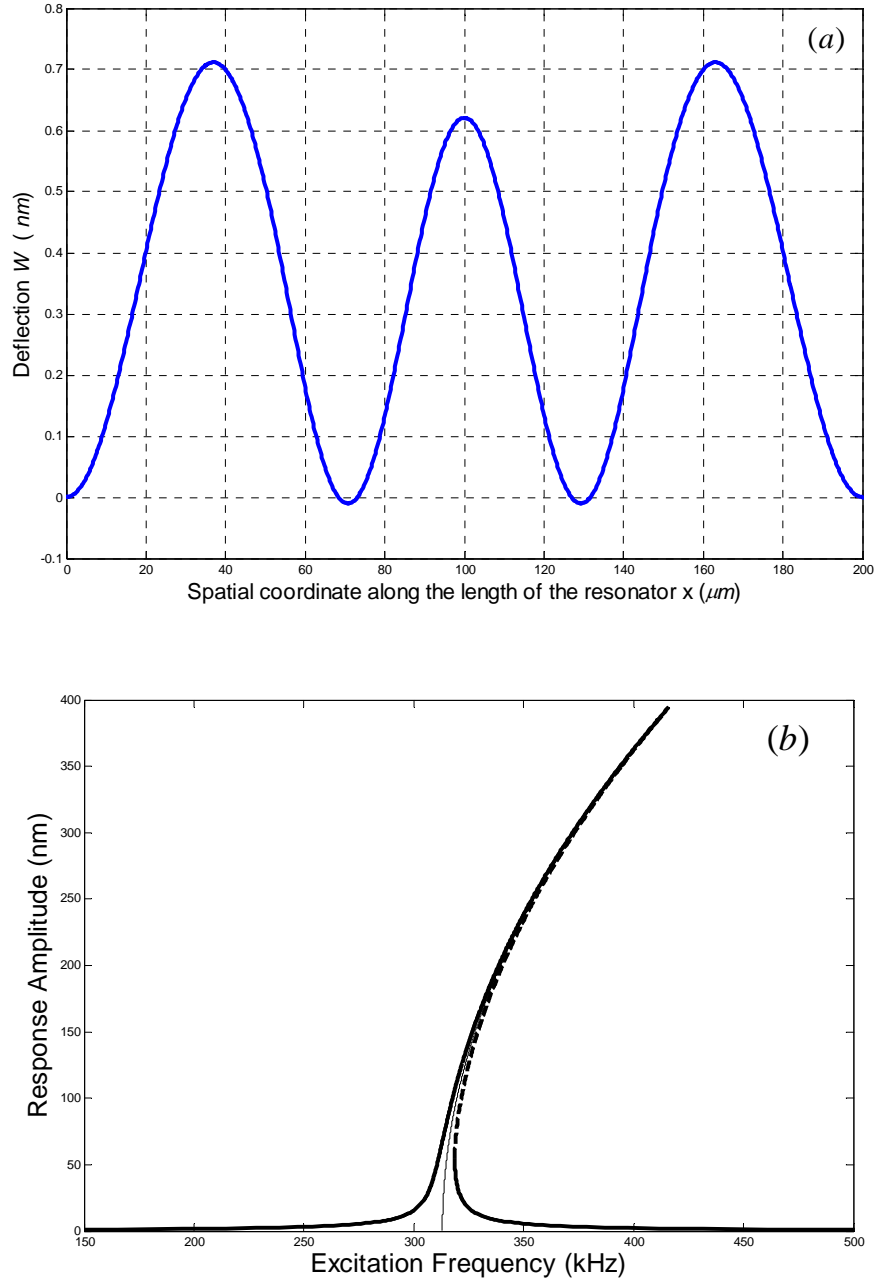 (a)
0.8
0.7
0.6
0.5
0.4
0.3
0.2
0.1
0
-0.1
Deflection W ( nm)
0 20 40 60 80 100 120 140 160 180 200
Spatial coordinate along the length of the resonator x (μm)
(b)
400
350
300
250
200
150
100
50
0
Response Amplitude (nm)
150 200 250 300 350 400 450 500
Excitation Frequency (kHz)